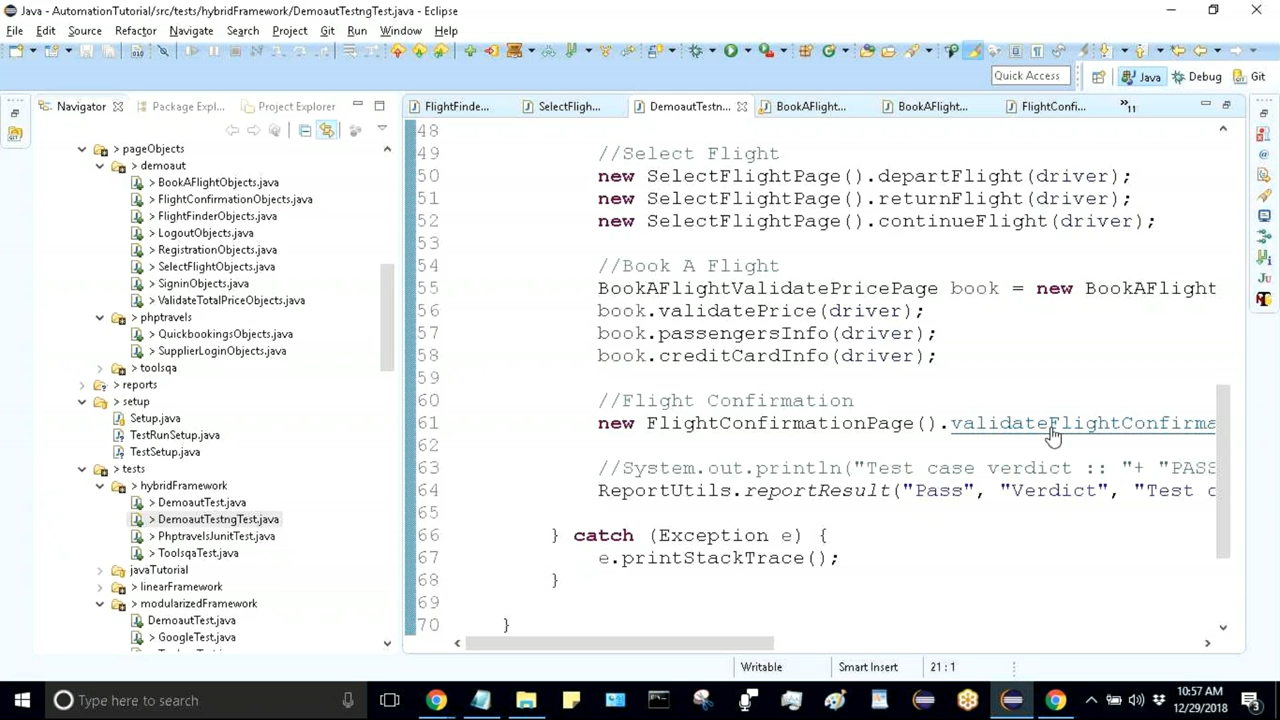 Java - AutomationTutorial/src/tests/hybridFramework/DemoautTestngTest.java - Eclipse
File Edit Source Refactor Navigate Search Project Git Run Window Help
Quick Access
Java
Debug
Git
Navigator
Package Expl...
Project Explorer
FlightFinde...
SelectFligh...
DemoautTestn...
BookAFlight...
BookAFlight...
FlightConfi...
»11
> pageObjects
> demoaut
> BookAFlightObjects.java
> FlightConfirmationObjects.java
> FlightFinderObjects.java
> LogoutObjects.java
> RegistrationObjects.java
> SelectFlightObjects.java
> SigninObjects.java
> ValidateTotalPriceObjects.java
> phptravels
> QuickbookingsObjects.java
> SupplierLoginObjects.java
> toolsqa
> reports
> setup
Setup.java
TestRunSetup.java
TestSetup.java
> tests
> hybridFramework
> DemoautTest.java
> DemoautTestngTest.java
> PhptravelsJunitTest.java
> ToolsqaTest.java
javaTutorial
> linearFramework
> modularizedFramework
DemoautTest.java
> GoogleTest.java
48
49 //Select Flight
50 new SelectFlightPage().departFlight(driver);
51 new SelectFlightPage().returnFlight(driver);
52 new SelectFlightPage().continueFlight(driver);
53
54 //Book A Flight
55 BookAFlightValidatePricePage book = new BookAFlight
56 book.validatePrice(driver);
57 book.passengersInfo(driver);
58 book.creditCardInfo(driver);
59
60 //Flight Confirmation
61 new FlightConfirmationPage().validateFlightConfirma
62
63 //System.out.println("Test case verdict :: "+ "PASS
64 ReportUtils.reportResult("Pass", "Verdict", "Test c
65
66 } catch (Exception e) {
67 e.printStackTrace();
68 }
69
70 }
Writable
Smart Insert
21 : 1
Type here to search
10:57 AM
12/29/2018
3